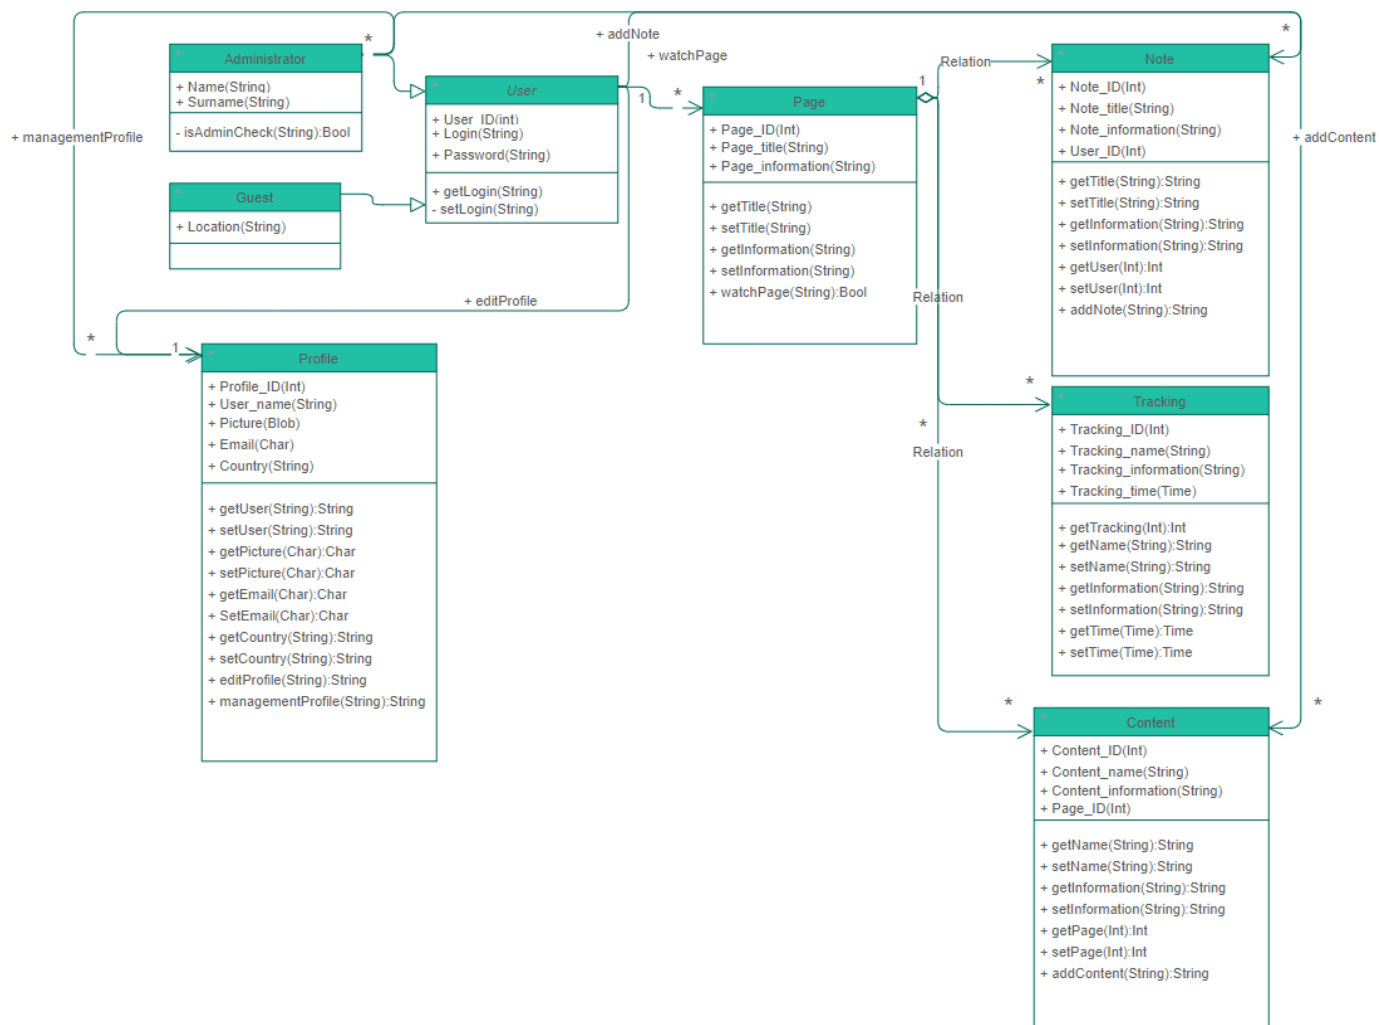 Administrator
+ Name(String)
+ Surname(String)
- isAdminCheck(String):Bool
*
+ managementProfile
Guest
+ Location(String)
User
+ User_ID(int)
+ Login(String)
+ Password(String)
+ getLogin(String)
- setLogin(String)
+ addNote
+ watchPage
1
*
Page
+ Page_ID(Int)
+ Page_title(String)
+ Page_information(String)
+ getTitle(String)
+ setTitle(String)
+ getInformation(String)
+ setInformation(String)
+ watchPage(String):Bool
1
Relation
*
*
Note
+ Note_ID(Int)
+ Note_title(String)
+ Note_information(String)
+ User_ID(Int)
+ getTitle(String):String
+ setTitle(String):String
+ getInformation(String):String
+ setInformation(String):String
+ getUser(Int):Int
+ setUser(Int):Int
+ addNote(String):String
+ addContent
+ editProfile
*
1
Profile
+ Profile_ID(Int)
+ User_name(String)
+ Picture(Blob)
+ Email(Char)
+ Country(String)
+ getUser(String):String
+ setUser(String):String
+ getPicture(Char):Char
+ setPicture(Char):Char
+ getEmail(Char):Char
+ SetEmail(Char):Char
+ getCountry(String):String
+ setCountry(String):String
+ editProfile(String):String
+ managementProfile(String):String
Relation
*
Tracking
+ Tracking_ID(Int)
+ Tracking_name(String)
+ Tracking_information(String)
+ Tracking_time(Time)
+ getTracking(Int):Int
+ getName(String):String
+ setName(String):String
+ getInformation(String):String
+ setInformation(String):String
+ getTime(Time):Time
+ setTime(Time):Time
*
Relation
*
*
Content
+ Content_ID(Int)
+ Content_name(String)
+ Content_information(String)
+ Page_ID(Int)
+ getName(String):String
+ setName(String):String
+ getInformation(String):String
+ setInformation(String):String
+ getPage(Int):Int
+ setPage(Int):Int
+ addContent(String):String